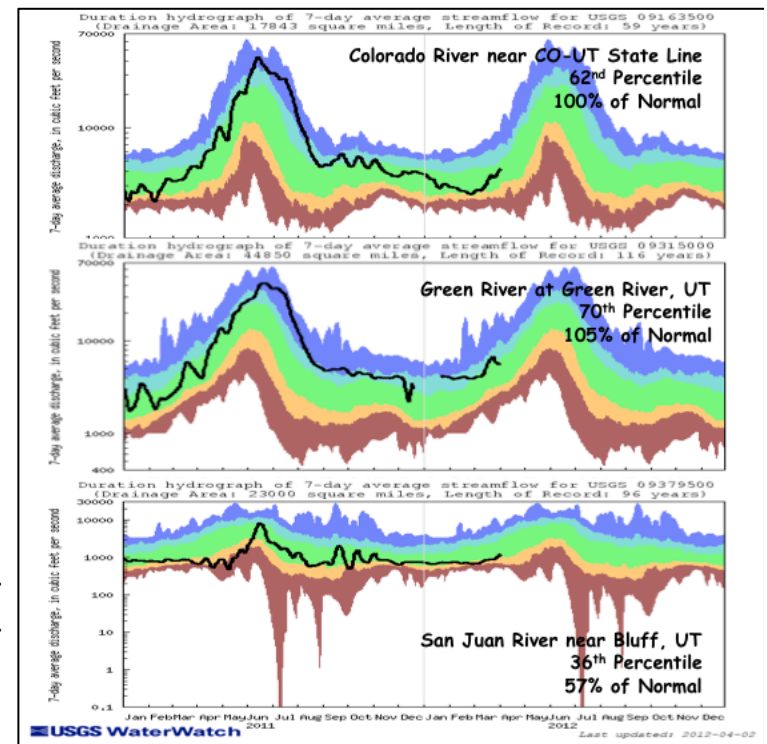 Duration hydrograph of 7-day average streamflow for USGS 09163500
(Drainage Area: 17843 square miles, Length of Record: 59 years)
70000
Colorado River near CO-UT State Line
62nd Percentile
100% of Normal
10000
1000
7-day average discharge, in cubic feet per second
Duration hydrograph of 7-day average streamflow for USGS 09315000
(Drainage Area: 44850 square miles, Length of Record: 116 years)
70000
Green River at Green River, UT
70th Percentile
105% of Normal
10000
1000
400
7-day average discharge, in cubic feet per second
Duration hydrograph of 7-day average streamflow for USGS 09379500
(Drainage Area: 23000 square miles, Length of Record: 96 years)
30000
10000
1000
100
10
1
0.1
7-day average discharge, in cubic feet per second
San Juan River near Bluff, UT
36th Percentile
57% of Normal
Jan Feb Mar Apr May Jun Jul Aug Sep Oct Nov Dec Jan Feb Mar Apr May Jun Jul Aug Sep Oct Nov Dec
2011 2012
USGS WaterWatch
Last updated: 2012-04-02